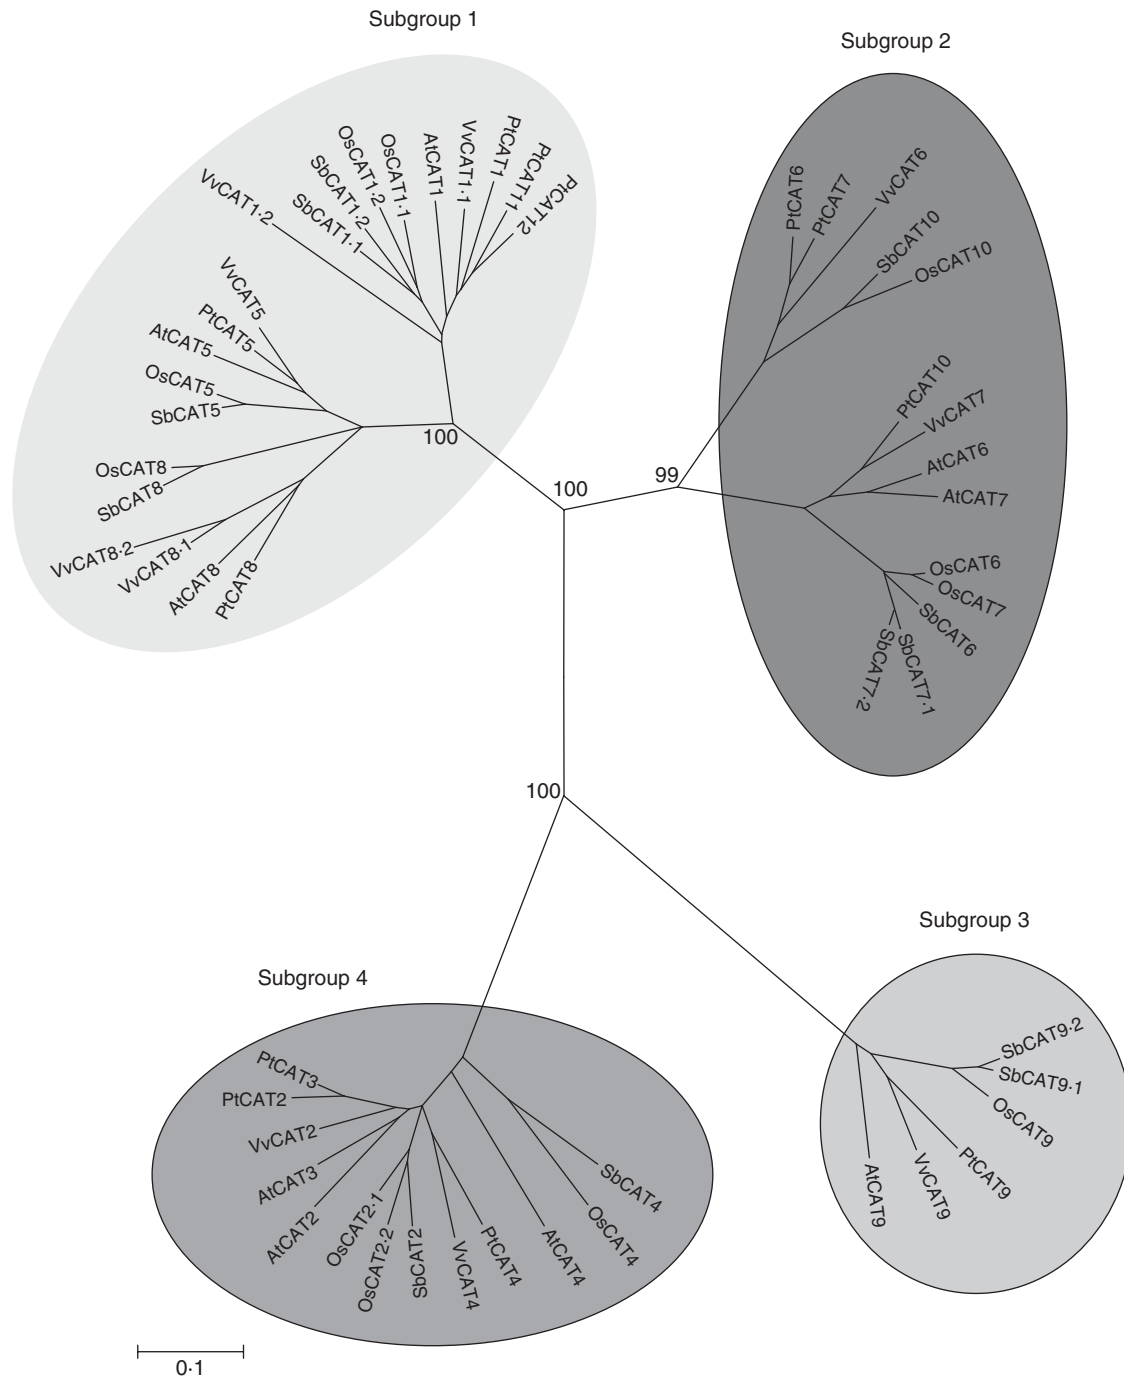 Subgroup 1
Subgroup 2
VvCAT1·2
SbCAT1·1
SbCAT1·2
OsCAT1·2
OsCAT1·1
AtCAT1
VvCAT1·1
PtCAT1
PtCAT11
PtCAT12
VvCAT5
PtCAT5
AtCAT5
OsCAT5
SbCAT5
OsCAT8
SbCAT8
VvCAT8·2
VvCAT8·1
AtCAT8
PtCAT8
100
100
99
PtCAT6
PtCAT7
VvCAT6
SbCAT10
OsCAT10
PtCAT10
VvCAT7
AtCAT6
AtCAT7
OsCAT6
OsCAT7
SbCAT6
SbCAT7·1
SbCAT7·2
100
Subgroup 3
Subgroup 4
SbCAT9·2
SbCAT9·1
OsCAT9
PtCAT9
VvCAT9
AtCAT9
PtCAT3
PtCAT2
VvCAT2
AtCAT3
AtCAT2
OsCAT2·1
OsCAT2·2
SbCAT2
VvCAT4
PtCAT4
AtCAT4
OsCAT4
SbCAT4
0·1